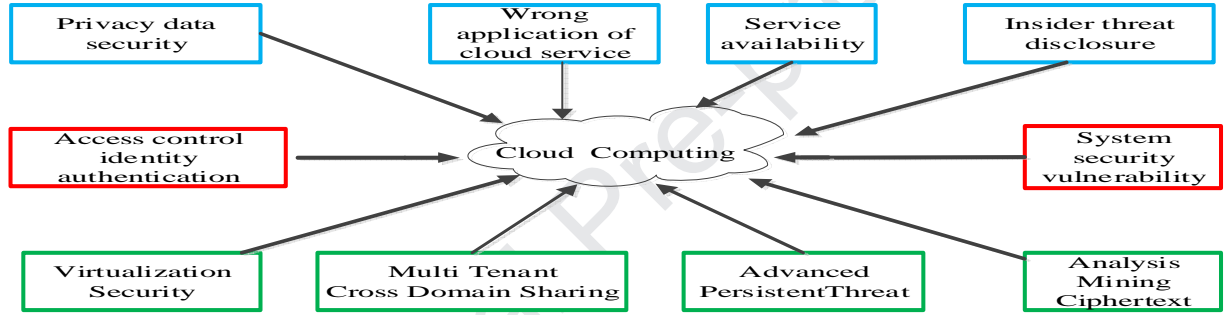 Privacy data
security
Wrong
application of
cloud service
Service
availability
Insider threat
disclosure
Access control
identity
authentication
Cloud Computing
System
security
vulnerability
Virtualization
Security
Multi Tenant
Cross Domain Sharing
Advanced
PersistentThreat
Analysis
Mining
Ciphertext
Pre-p